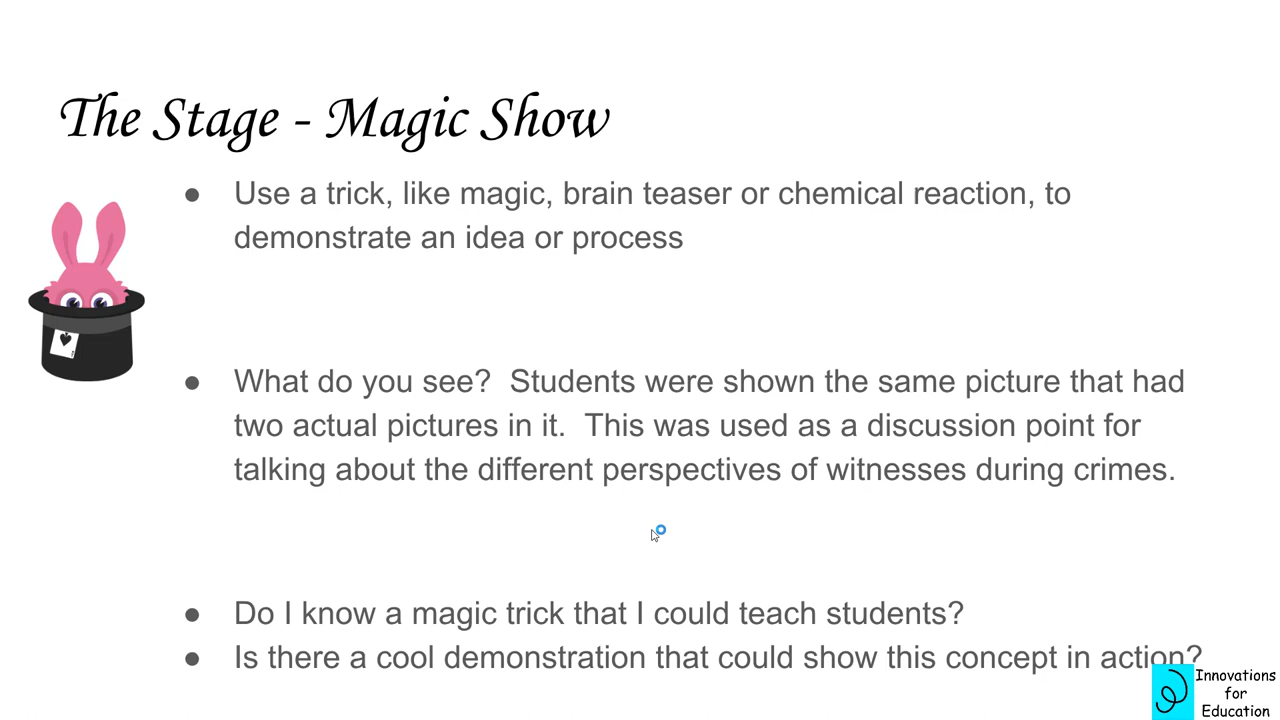 The Stage - Magic Show
● Use a trick, like magic, brain teaser or chemical reaction, to
demonstrate an idea or process
● What do you see?  Students were shown the same picture that had
two actual pictures in it.  This was used as a discussion point for
talking about the different perspectives of witnesses during crimes.
● Do I know a magic trick that I could teach students?
● Is there a cool demonstration that could show this concept in action?
Innovations
for
Education